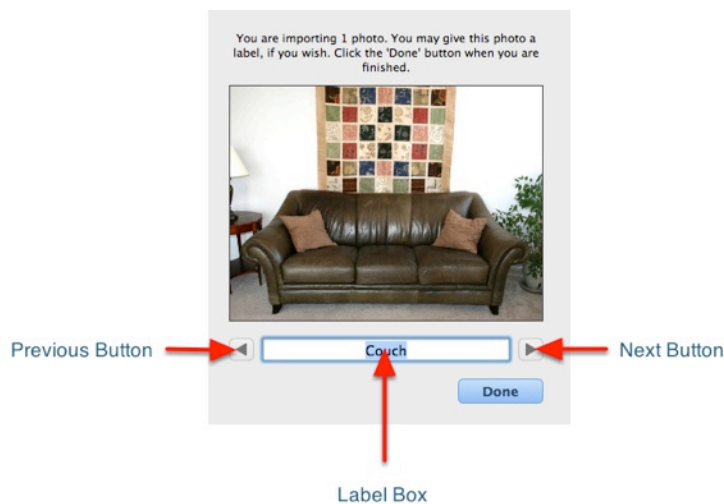 You are importing 1 photo. You may give this photo a
label, if you wish. Click the 'Done' button when you are
finished.
Previous Button
Couch
Next Button
Done
Label Box